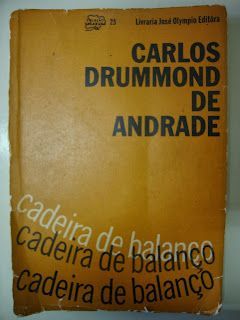 25
Livraria José Olympio Editôra
CARLOS
DRUMMOND
DE
ANDRADE
cadeira de balanço
cadeira de balanço
cadeira de balanço